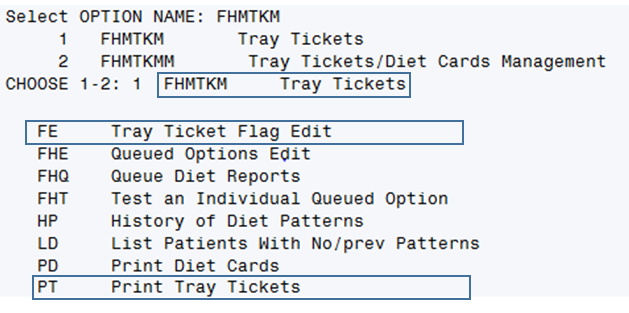 Select OPTION NAME: FHMTKM
1 FHMTKM Tray Tickets
2 FHMTKMM Tray Tickets/Diet Cards Management
CHOOSE 1-2: 1 FHMTKM Tray Tickets
FE Tray Ticket Flag Edit
FHE Queued Options Edit
FHQ Queue Diet Reports
FHT Test an Individual Queued Option
HP History of Diet Patterns
LD List Patients With No/prev Patterns
PD Print Diet Cards
PT Print Tray Tickets